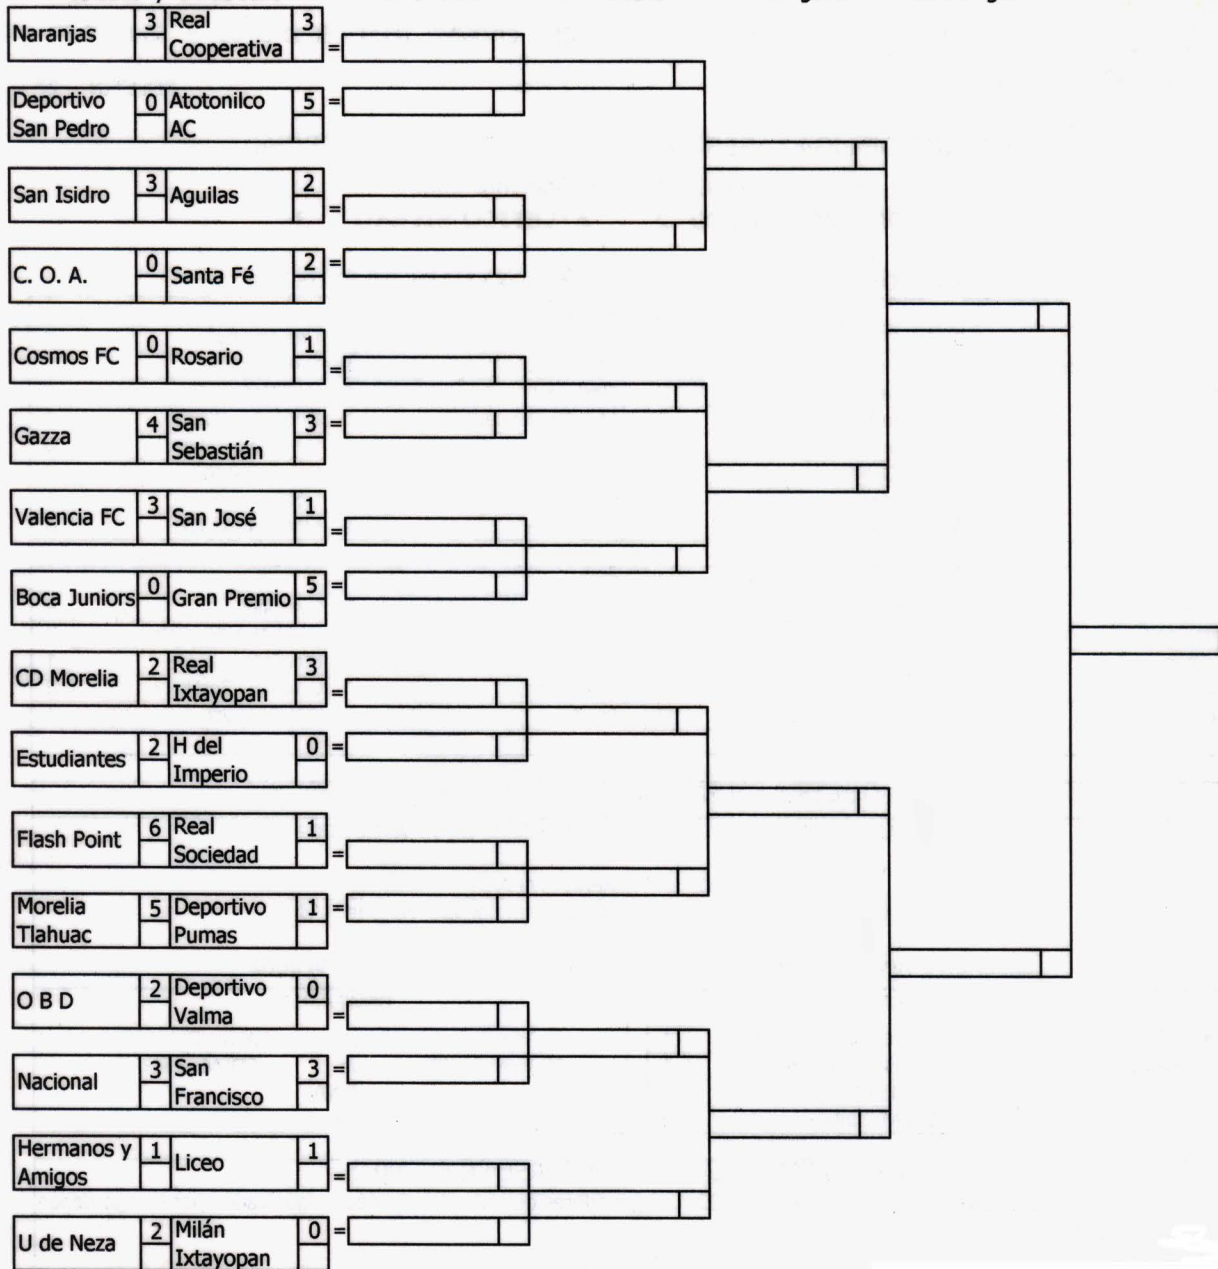 Naranjas 3 Real Cooperativa 3 =
Deportivo San Pedro 0 Atotonilco AC 5 =
San Isidro 3 Aguilas 2 =
C. O. A. 0 Santa Fé 2 =
Cosmos FC 0 Rosario 1 =
Gazza 4 San Sebastián 3 =
Valencia FC 3 San José 1 =
Boca Juniors 0 Gran Premio 5 =
CD Morelia 2 Real Ixtayopan 3 =
Estudiantes 2 H del Imperio 0 =
Flash Point 6 Real Sociedad 1 =
Morelia Tlahuac 5 Deportivo Pumas 1 =
O B D 2 Deportivo Valma 0 =
Nacional 3 San Francisco 3 =
Hermanos y Amigos 1 Liceo 1 =
U de Neza 2 Milán Ixtayopan 0 =